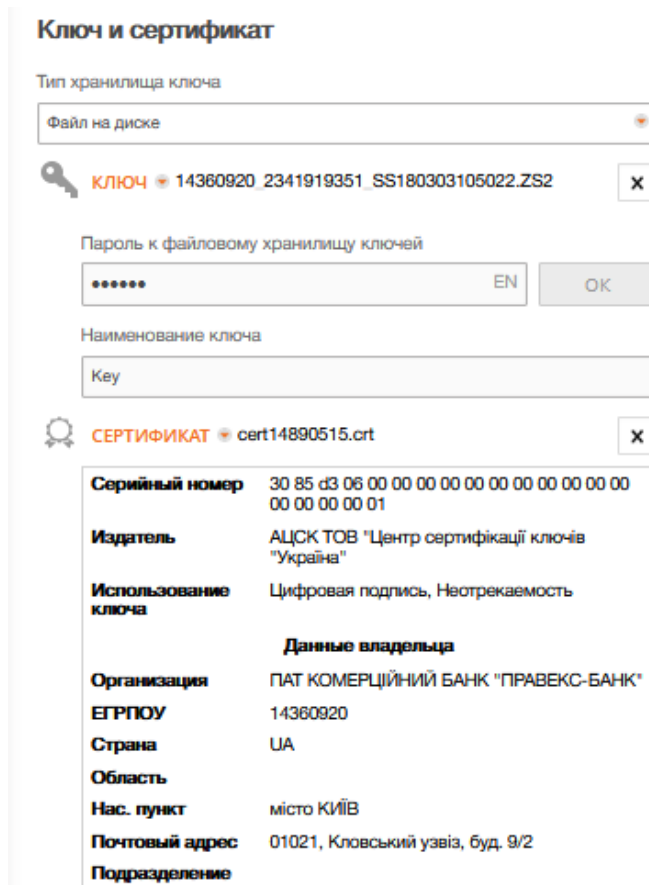 Ключ и сертификат
Тип хранилища ключа
Файл на диске
КЛЮЧ 14360920_2341919351_SS180303105022.ZS2 x
Пароль к файловому хранилищу ключей
•••••• EN ОК
Наименование ключа
Key
СЕРТИФИКАТ cert14890515.crt x
Серийный номер 30 85 d3 06 00 00 00 00 00 00 00 00 00 00 00
00 00 00 00 01
Издатель АЦСК ТОВ "Центр сертифікації ключів
"Україна"
Использование Цифровая подпись, Неотрекаемость
ключа
Данные владельца
Организация ПАТ КОМЕРЦІЙНИЙ БАНК "ПРАВЕКС-БАНК"
ЕГРПОУ 14360920
Страна UA
Область
Нас. пункт місто КИЇВ
Почтовый адрес 01021, Кловський узвіз, буд. 9/2
Подразделение